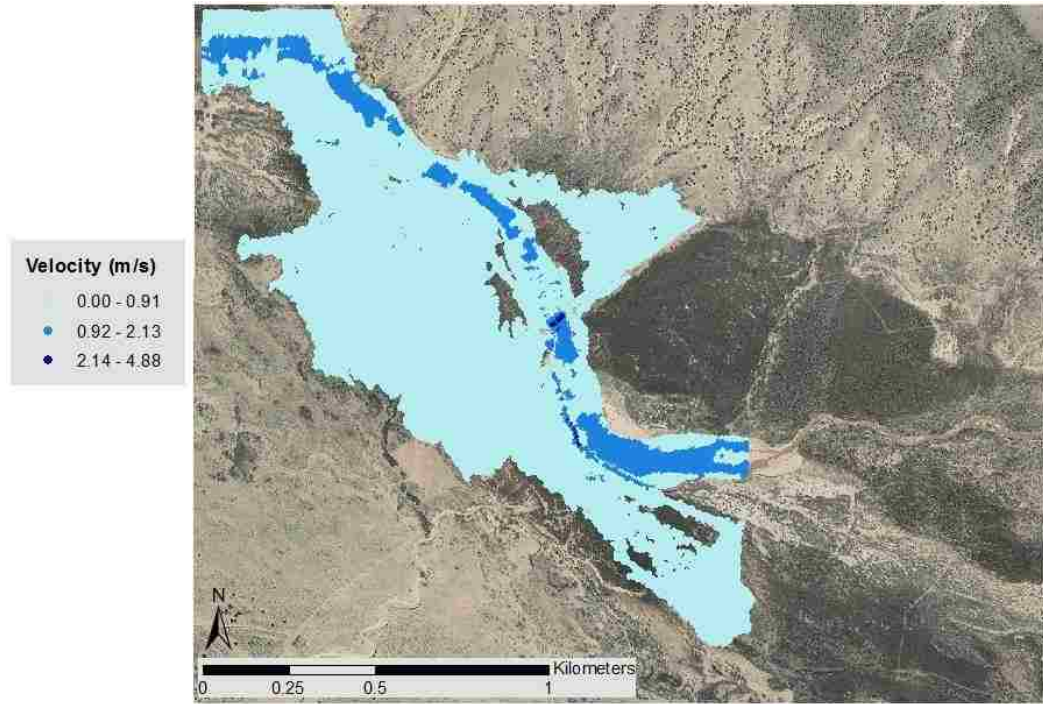 Velocity (m/s)
0.00 - 0.91
0.92 - 2.13
2.14 - 4.88
N
Kilometers
0 0.25 0.5 1